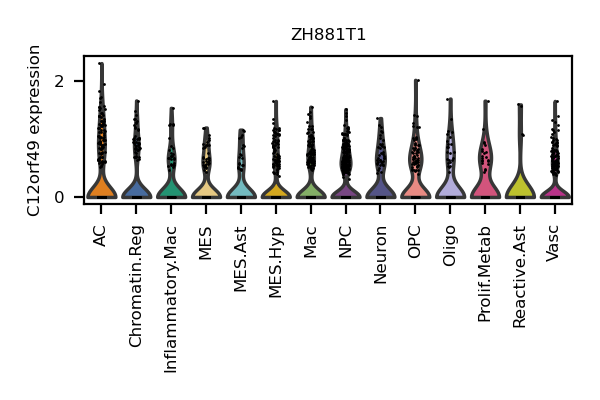 ZH881T1
C12orf49 expression
2
0
AC
Chromatin.Reg
Inflammatory.Mac
MES
MES.Ast
MES.Hyp
Mac
NPC
Neuron
OPC
Oligo
Prolif.Metab
Reactive.Ast
Vasc